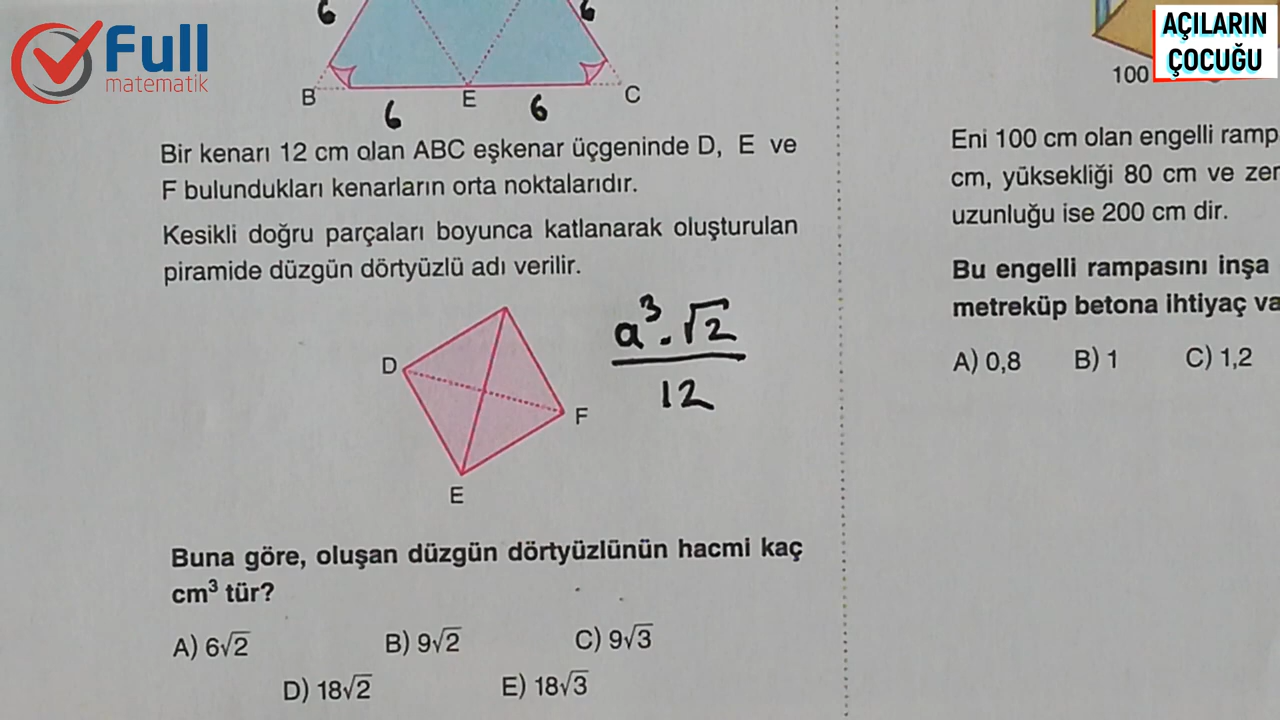 Full
matematik
AÇILARIN
ÇOCUĞU
6
6
B
E
C
6
6
Bir kenarı 12 cm olan ABC eşkenar üçgeninde D, E ve
F bulundukları kenarların orta noktalarıdır.
Kesikli doğru parçaları boyunca katlanarak oluşturulan
piramide düzgün dörtyüzlü adı verilir.
D
F
E
a³.√2
12
Buna göre, oluşan düzgün dörtyüzlünün hacmi kaç
cm³ tür?
A) 6√2 B) 9√2 C) 9√3
D) 18√2 E) 18√3
100
Eni 100 cm olan engelli ramp
cm, yüksekliği 80 cm ve zer
uzunluğu ise 200 cm dir.
Bu engelli rampasını inşa
metreküp betona ihtiyaç va
A) 0,8 B) 1 C) 1,2